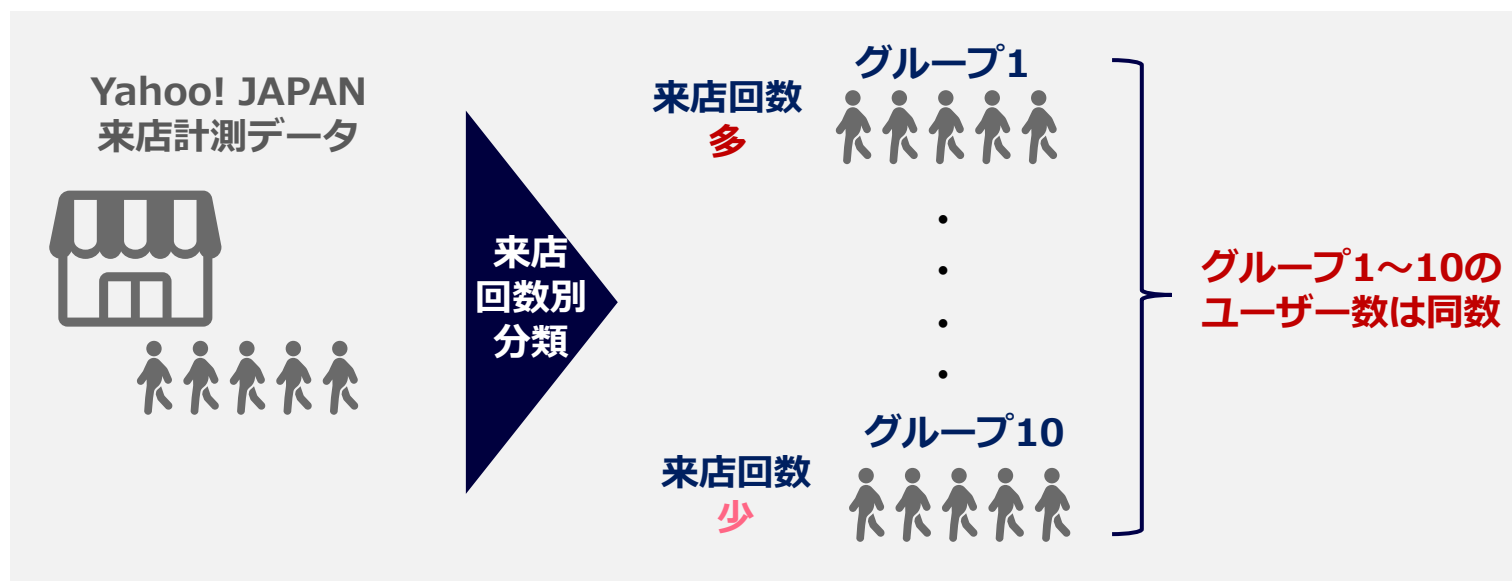 Yahoo! JAPAN
来店計測データ
来店
回数別
分類
来店回数
多
グループ1
・
・
・
・
来店回数
少
グループ10
グループ1～10の
ユーザー数は同数